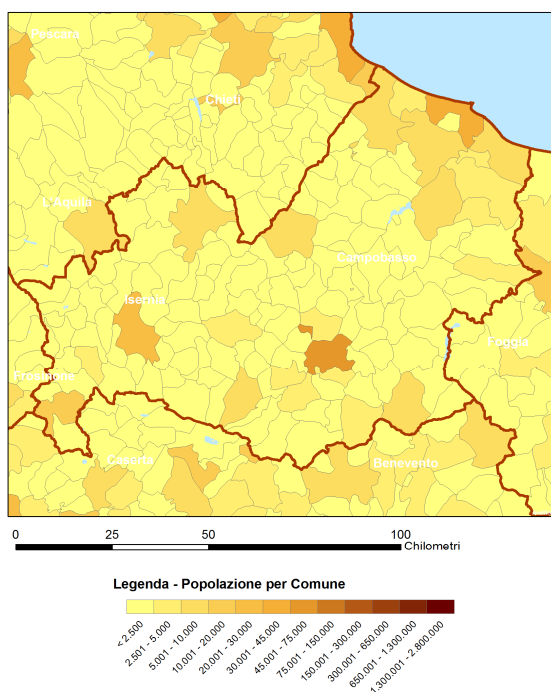 Pescara
Chieti
L'Aquila
Campobasso
Isernia
Foggia
Frosinone
Caserta
Benevento
0 25 50 100
Chilometri
Legenda - Popolazione per Comune
< 2.500
2.501 - 5.000
5.001 - 10.000
10.001 - 20.000
20.001 - 30.000
30.001 - 45.000
45.001 - 75.000
75.001 - 150.000
150.001 - 300.000
300.001 - 650.000
650.001 - 1.300.000
1.300.001 - 2.800.000